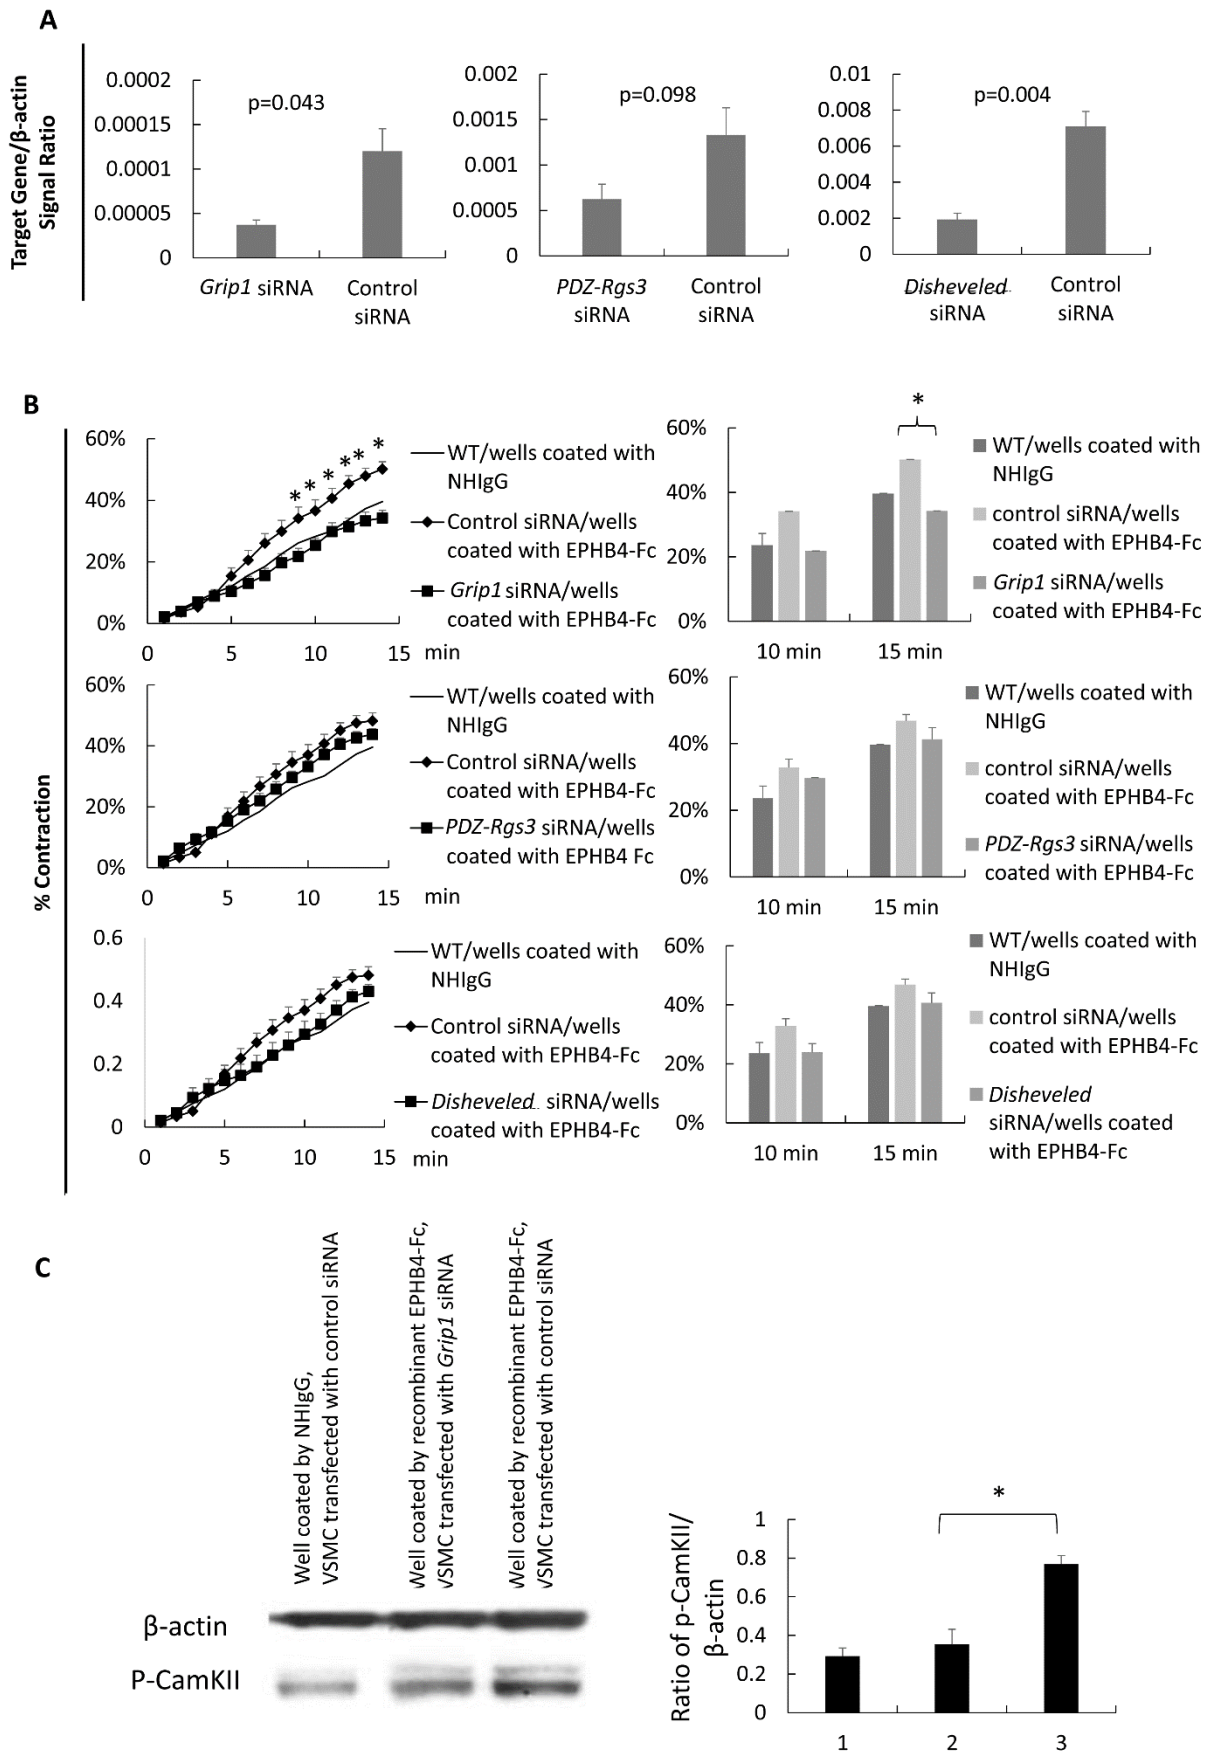 A
Target Gene/β-actin
Signal Ratio
0.0002
0.00015
0.0001
0.00005
0
p=0.043
Grip1 siRNA
Control
siRNA
0.002
0.0015
0.001
0.0005
0
p=0.098
PDZ-Rgs3
siRNA
Control
siRNA
0.01
0.008
0.006
0.004
0.002
0
p=0.004
Disheveled
siRNA
Control
siRNA
B
% Contraction
60%
40%
20%
0%
* * * ** *
0 5 10 15 min
WT/wells coated with
NHIgG
Control siRNA/wells
coated with EPHB4-Fc
Grip1 siRNA/wells
coated with EPHB4-Fc
60%
40%
20%
0%
*
10 min 15 min
WT/wells coated with
NHIgG
control siRNA/wells
coated with EPHB4-Fc
Grip1 siRNA/wells
coated with EPHB4-Fc
60%
40%
20%
0%
0 5 10 15 min
WT/wells coated with
NHIgG
Control siRNA/wells
coated with EPHB4-Fc
PDZ-Rgs3 siRNA/wells
coated with EPHB4 Fc
60%
40%
20%
0%
10 min 15 min
WT/wells coated with
NHIgG
control siRNA/wells
coated with EPHB4-Fc
PDZ-Rgs3 siRNA/wells
coated with EPHB4-Fc
0.6
0.4
0.2
0
0 5 10 15 min
WT/wells coated with
NHIgG
Control siRNA/wells
coated with EPHB4-Fc
Disheveled siRNA/wells
coated with EPHB4-Fc
60%
40%
20%
0%
10 min 15 min
WT/wells coated with
NHIgG
control siRNA/wells
coated with EPHB4-Fc
Disheveled
siRNA/wells coated
with EPHB4-Fc
C
Well coated by NHIgG,
VSMC transfected with control siRNA
Well coated by recombinant EPHB4-Fc,
VSMC transfected with Grip1 siRNA
Well coated by recombinant EPHB4-Fc,
VSMC transfected with control siRNA
β-actin
P-CamKII
Ratio of p-CamKII/
β-actin
1
0.8
0.6
0.4
0.2
0
*
1 2 3